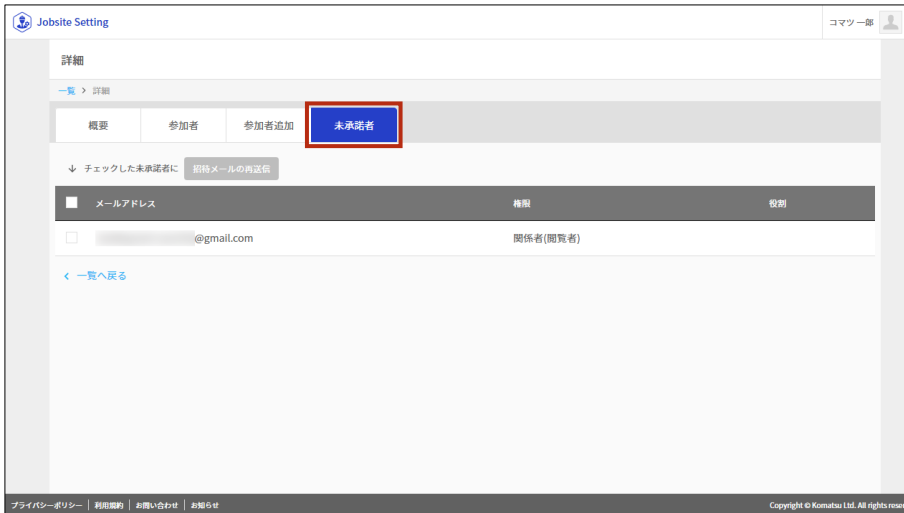 Jobsite Setting
コマツ 一郎
詳細
一覧 > 詳細
概要 参加者 参加者追加 未承諾者
↓ チェックした未承諾者に 招待メールの再送信
メールアドレス 権限 役割
@gmail.com 関係者(閲覧者)
< 一覧へ戻る
プライバシーポリシー | 利用規約 | お問い合わせ | お知らせ
Copyright © Komatsu Ltd. All rights